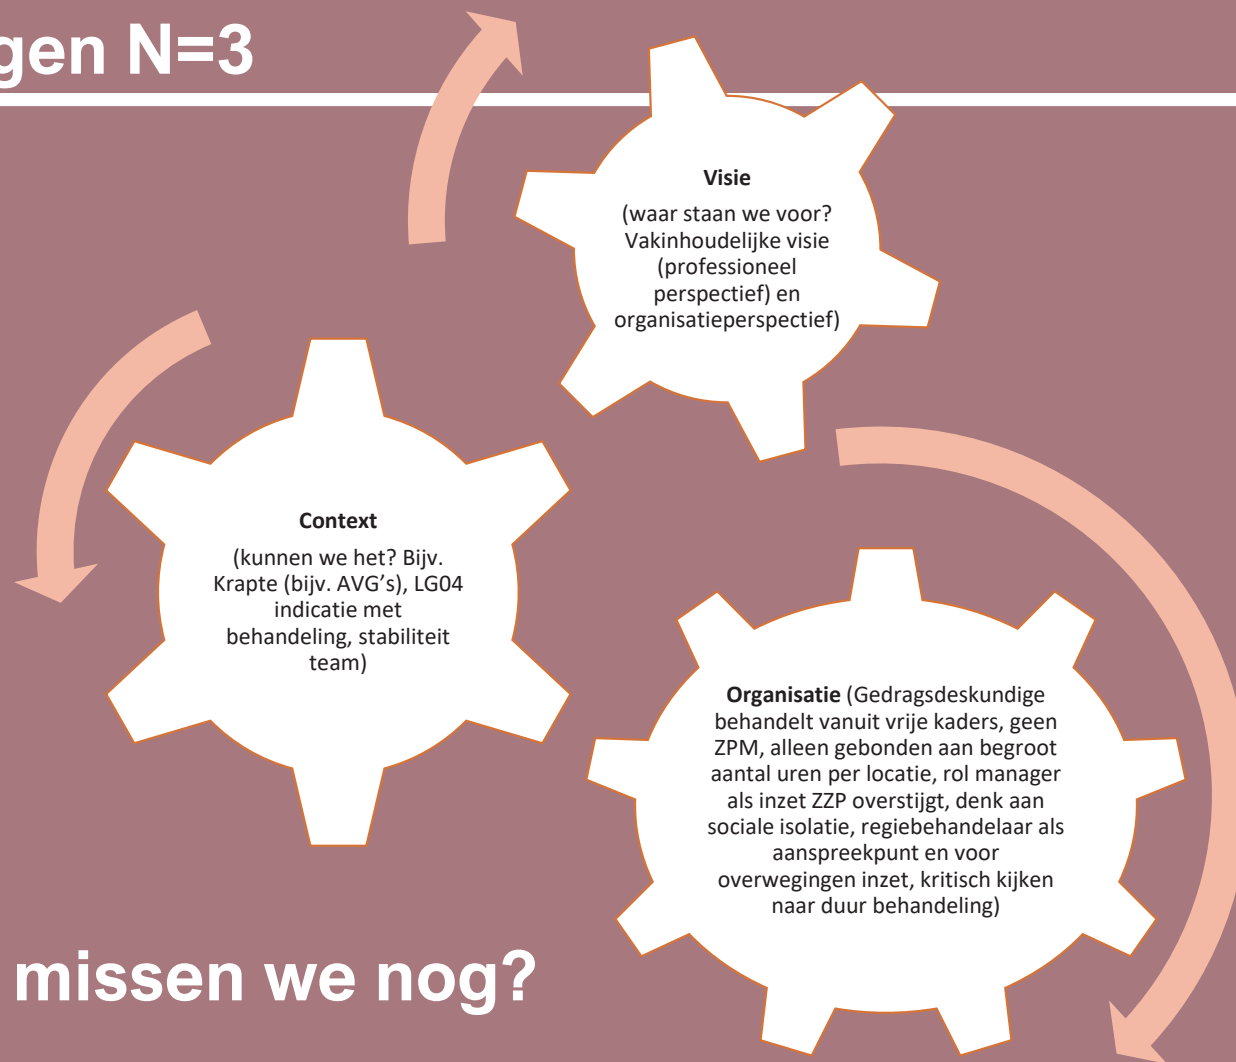 gen N=3
Visie
(waar staan we voor?
Vakinhoudelijke visie
(professioneel
perspectief) en
organisatieperspectief)
Context
(kunnen we het? Bijv.
Krapte (bijv. AVG’s), LG04
indicatie met
behandeling, stabiliteit
team)
Organisatie (Gedragsdeskundige
behandelt vanuit vrije kaders, geen
ZPM, alleen gebonden aan begroot
aantal uren per locatie, rol manager
als inzet ZZP overstijgt, denk aan
sociale isolatie, regiebehandelaar als
aanspreekpunt en voor
overwegingen inzet, kritisch kijken
naar duur behandeling)
missen we nog?